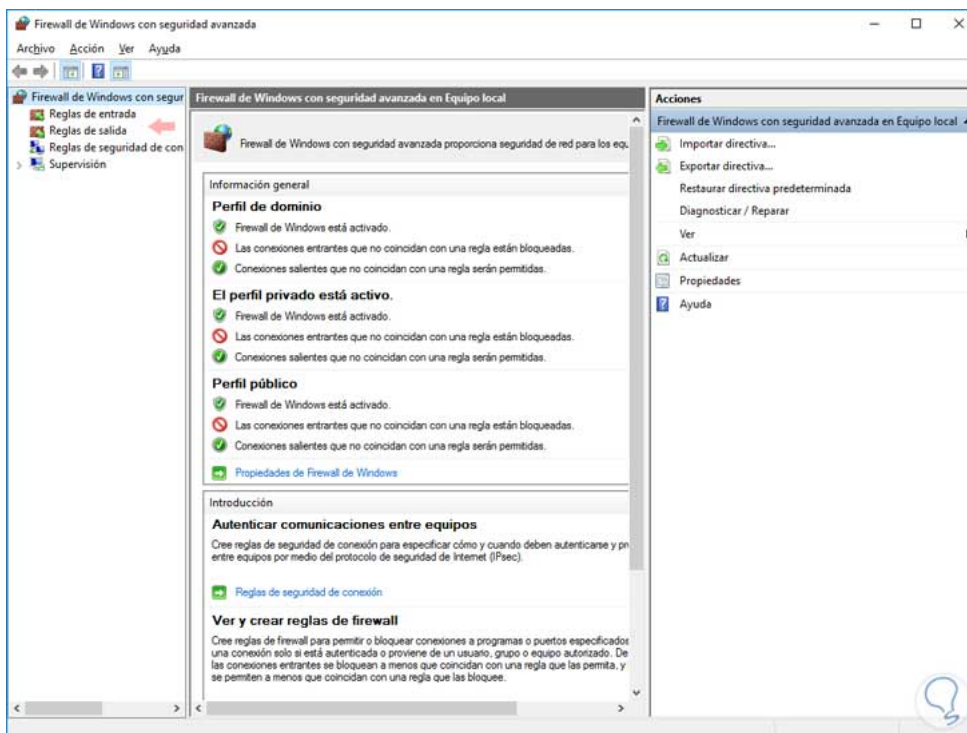 Firewall de Windows con seguridad avanzada
Archivo Acción Ver Ayuda
Firewall de Windows con segur
Reglas de entrada
Reglas de salida
Reglas de seguridad de con
Supervisión
Firewall de Windows con seguridad avanzada en Equipo local
Firewall de Windows con seguridad avanzada proporciona seguridad de red para los equ
Información general
Perfil de dominio
Firewall de Windows está activado.
Las conexiones entrantes que no coincidan con una regla están bloqueadas.
Conexiones salientes que no coincidan con una regla serán permitidas.
El perfil privado está activo.
Firewall de Windows está activado.
Las conexiones entrantes que no coincidan con una regla están bloqueadas.
Conexiones salientes que no coincidan con una regla serán permitidas.
Perfil público
Firewall de Windows está activado.
Las conexiones entrantes que no coincidan con una regla están bloqueadas.
Conexiones salientes que no coincidan con una regla serán permitidas.
Propiedades de Firewall de Windows
Introducción
Autenticar comunicaciones entre equipos
Cree reglas de seguridad de conexión para especificar cómo y cuando deben autenticarse y pr
entre equipos por medio del protocolo de seguridad de Internet (IPsec).
Reglas de seguridad de conexión
Ver y crear reglas de firewall
Cree reglas de firewall para permitir o bloquear conexiones a programas o puertos especificados
una conexión solo si está autenticada o proviene de un usuario, grupo o equipo autorizado. De
las conexiones entrantes se bloquean a menos que coincidan con una regla que las permita, y
se permiten a menos que coincidan con una regla que las bloquee.
Acciones
Firewall de Windows con seguridad avanzada en Equipo local
Importar directiva...
Exportar directiva...
Restaurar directiva predeterminada
Diagnosticar / Reparar
Ver
Actualizar
Propiedades
Ayuda